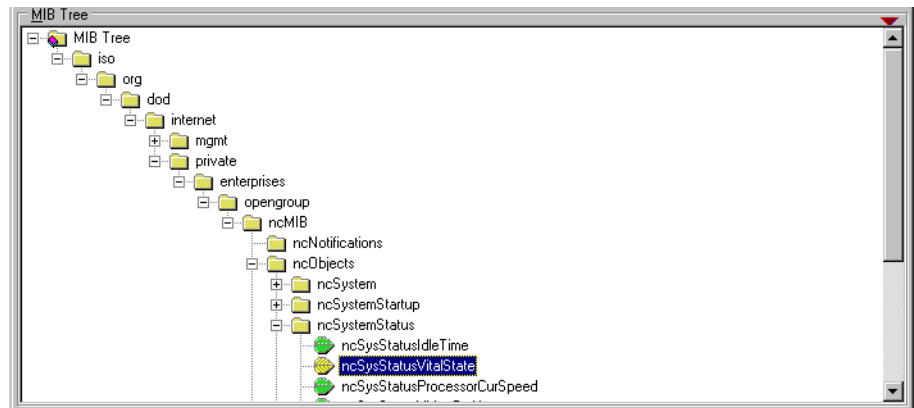 MIB Tree
MIB Tree
iso
org
dod
internet
mgmt
private
enterprises
opengroup
ncMIB
ncNotifications
ncObjects
ncSystem
ncSystemStartup
ncSystemStatus
ncSysStatusIdleTime
ncSysStatusVitalState
ncSysStatusProcessorCurSpeed